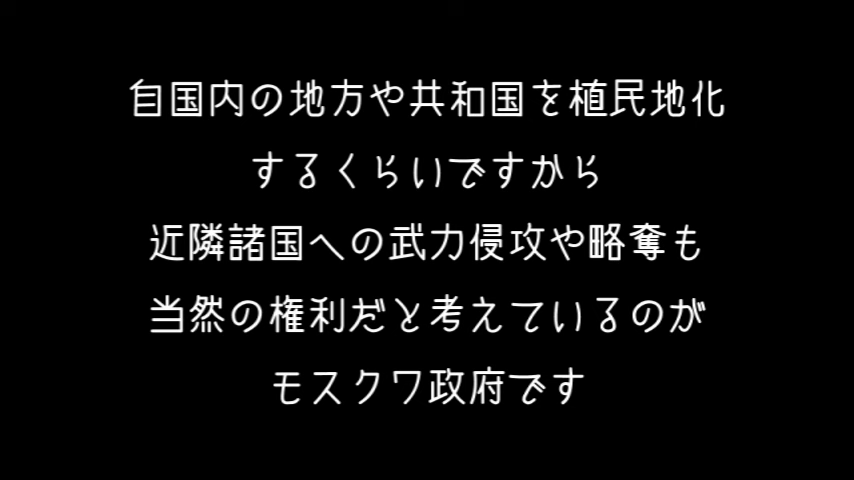 自国内の地方や共和国を植民地化
するくらいですから
近隣諸国への武力侵攻や略奪も
当然の権利だと考えているのが
モスクワ政府です